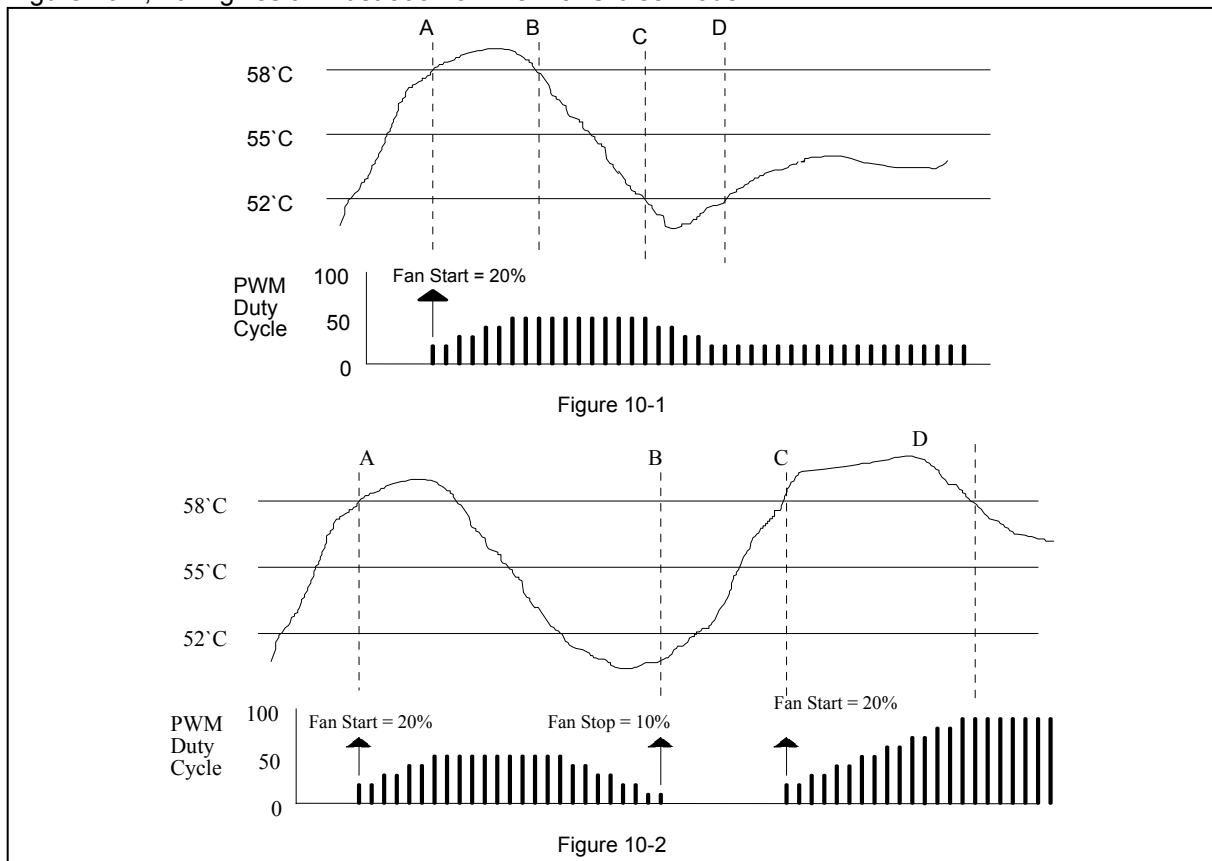 A B C D
58`C
55`C
52`C
PWM 100 Fan Start = 20%
Duty 50
Cycle
0
Figure 10-1
A B C D
58`C
55`C
52`C
PWM 100 Fan Start = 20% Fan Stop = 10% Fan Start = 20%
Duty
Cycle 50
0
Figure 10-2